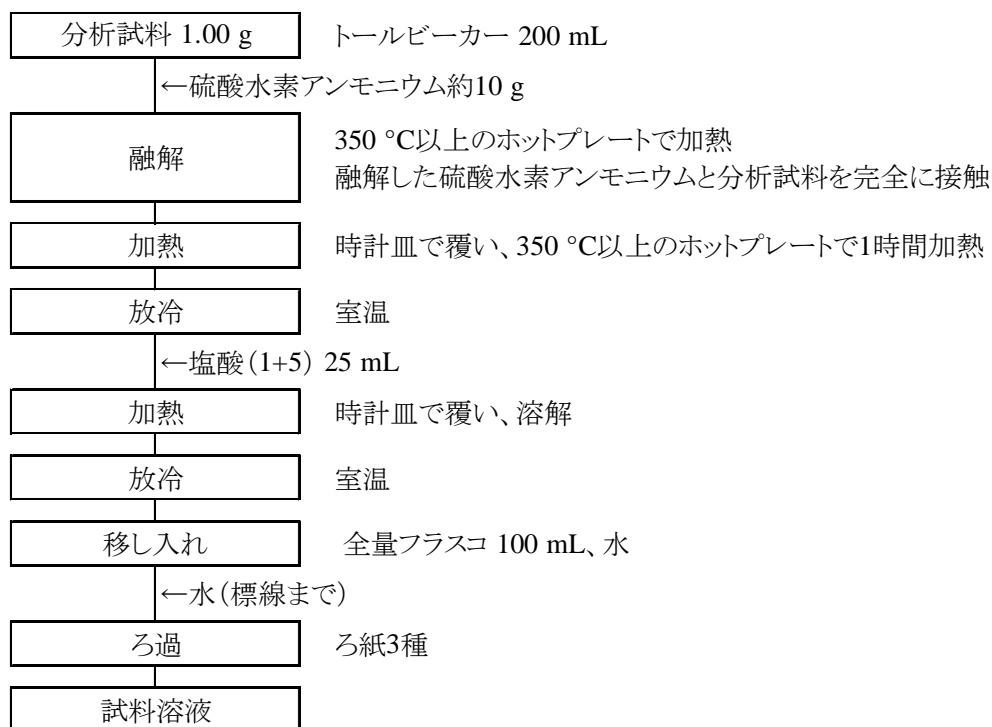 分析試料 1.00 g トールビーカー 200 mL
←硫酸水素アンモニウム約10 g
350 °C以上のホットプレートで加熱
融解
融解した硫酸水素アンモニウムと分析試料を完全に接触
加熱 時計皿で覆い、350 °C以上のホットプレートで1時間加熱
放冷 室温
←塩酸(1+5) 25 mL
加熱 時計皿で覆い、溶解
放冷 室温
移し入れ 全量フラスコ 100 mL、水
←水(標線まで)
ろ過 ろ紙3種
試料溶液